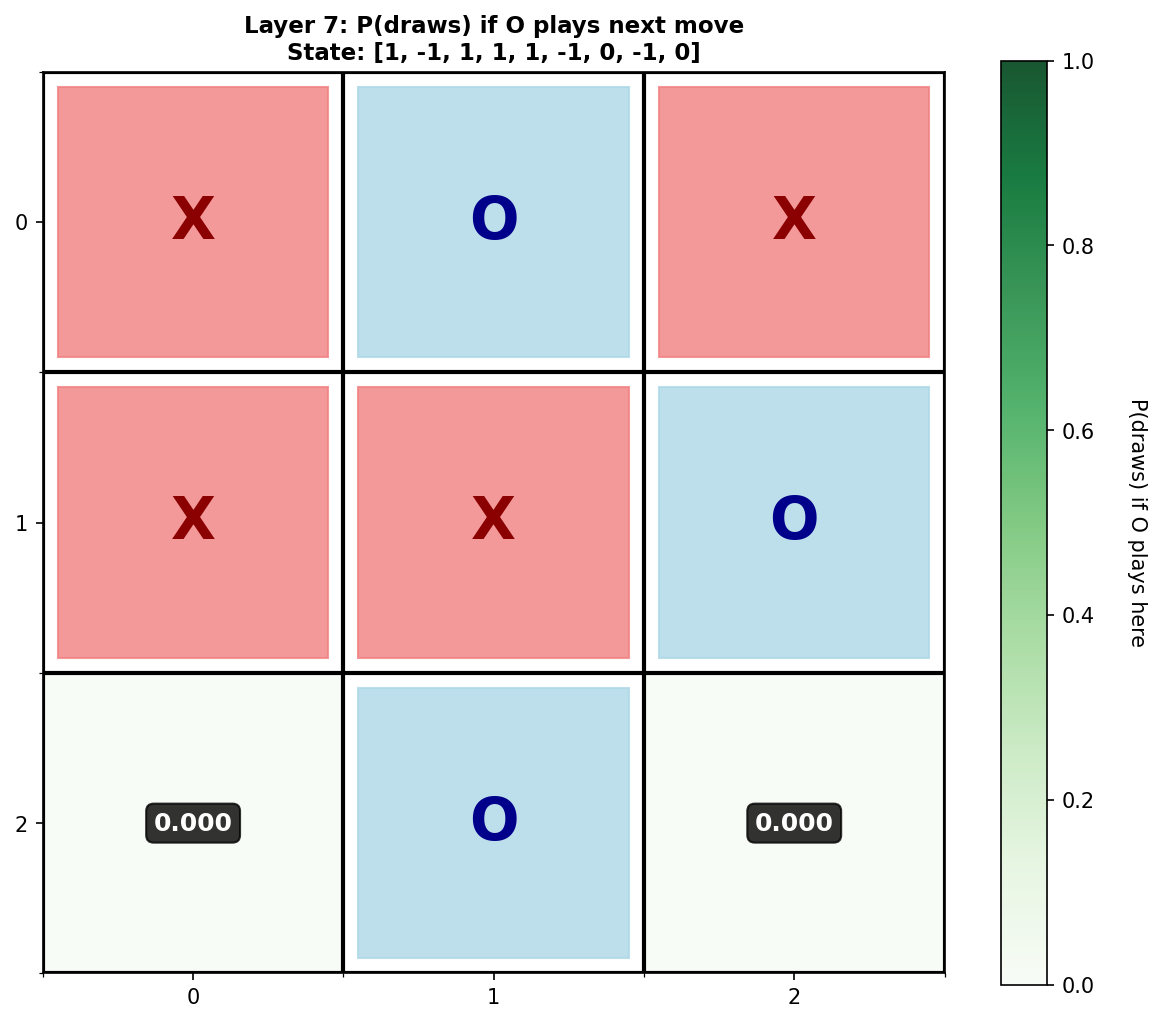 Layer 7: P(draws) if O plays next move
State: [1, -1, 1, 1, 1, -1, 0, -1, 0]
X O X
0
X X O
1
0.000 O 0.000
2
0 1 2
1.0
0.8
0.6
0.4
0.2
0.0
P(draws) if O plays here